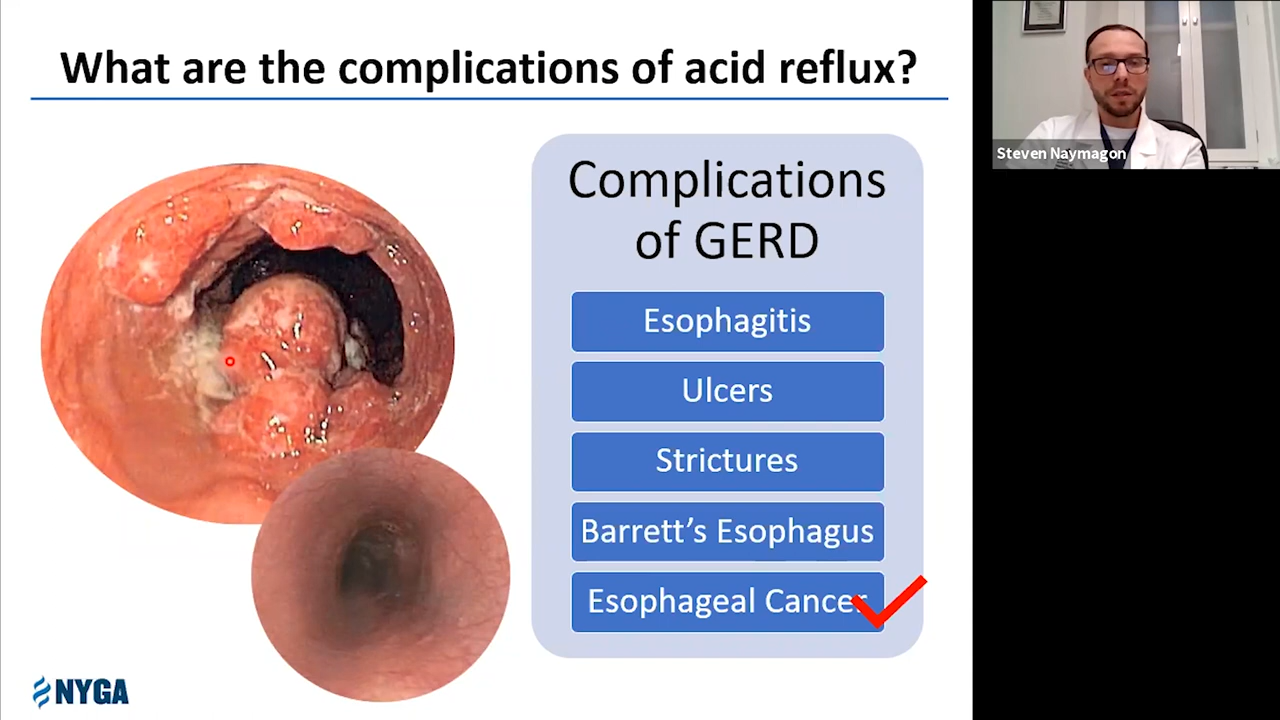 What are the complications of acid reflux?
Complications
of GERD
Esophagitis
Ulcers
Strictures
Barrett’s Esophagus
Esophageal Cancer
NYGA
Steven Naymagon